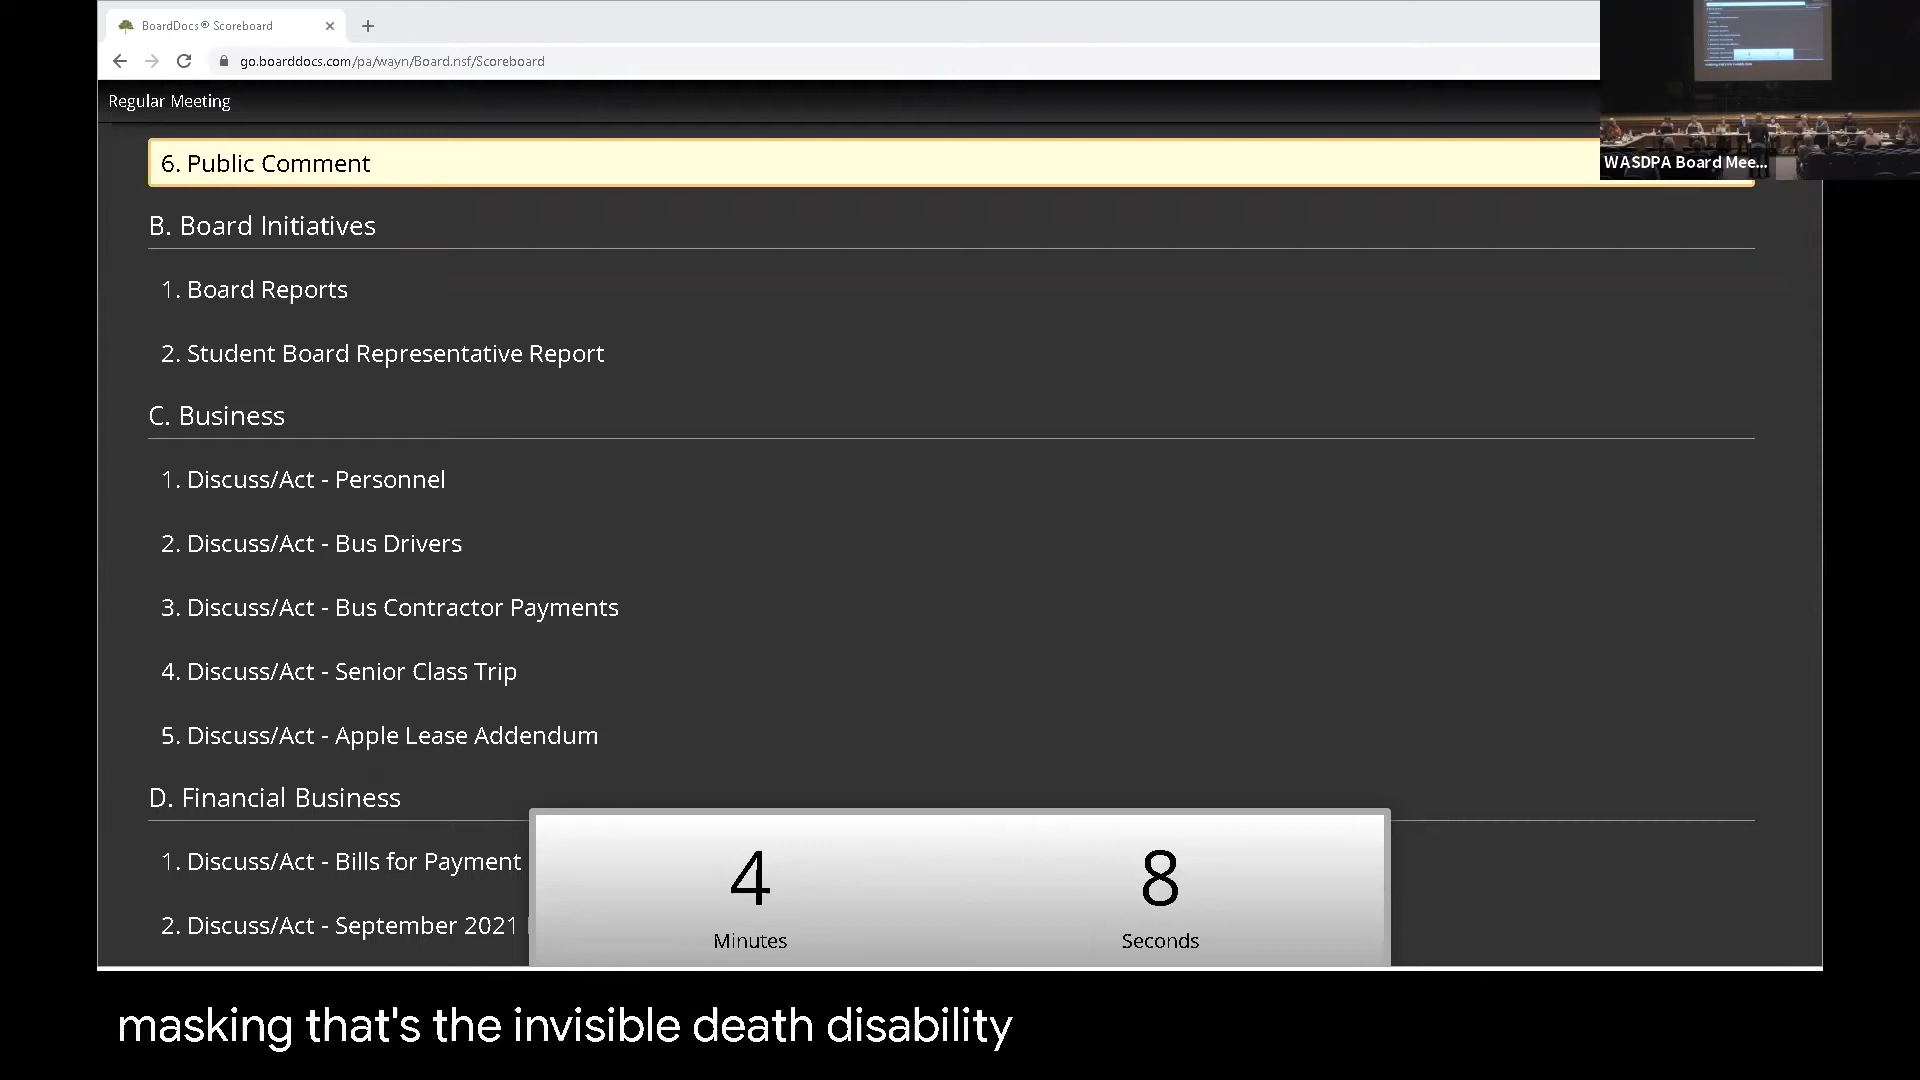 BoardDocs® Scoreboard
go.boarddocs.com/pa/wayn/Board.nsf/Scoreboard
Regular Meeting
6. Public Comment
WASDPA Board Mee...
B. Board Initiatives
1. Board Reports
2. Student Board Representative Report
C. Business
1. Discuss/Act - Personnel
2. Discuss/Act - Bus Drivers
3. Discuss/Act - Bus Contractor Payments
4. Discuss/Act - Senior Class Trip
5. Discuss/Act - Apple Lease Addendum
D. Financial Business
1. Discuss/Act - Bills for Payment
2. Discuss/Act - September 2021
4 8
Minutes Seconds
masking that's the invisible death disability